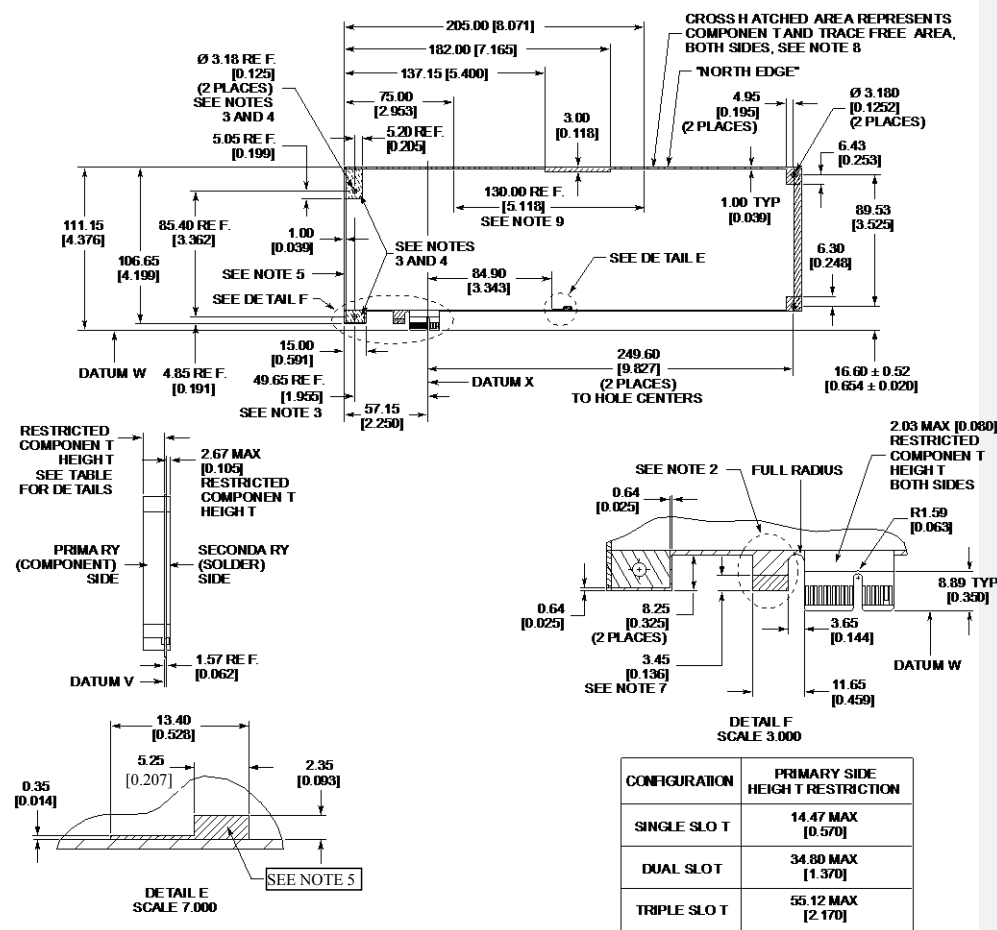 205.00 [8.071]
182.00 [7.165]
137.15 [5.400]
75.00
[2.953]
5.20 REF.
[0.205]
Ø 3.18 RE F.
[0.125]
(2 PLACES)
SEE NOTES
3 AND 4
5.05 RE F.
[0.199]
CROSS H ATCHED AREA REPRESENTS
COMPONEN T AND TRACE FREE AREA,
BOTH SIDES, SEE NOTE 8
"NORTH EDGE"
3.00
[0.118]
4.95
[0.195]
(2 PLACES)
Ø 3.180
[0.1252]
(2 PLACES)
6.43
[0.253]
111.15
[4.376]
106.65
[4.199]
85.40 RE F.
[3.362]
1.00
[0.039]
SEE NOTE 5
SEE DE TAIL F
SEE NOTES
3 AND 4
130.00 RE F.
[5.118]
SEE NOTE 9
1.00 TYP
[0.039]
89.53
[3.525]
6.30
[0.248]
84.90
[3.343]
SEE DE TAIL E
DATUM W
4.85 RE F.
[0.191]
15.00
[0.591]
49.65 RE F.
[1.955]
SEE NOTE 3
57.15
[2.250]
DATUM X
249.60
[9.827]
(2 PLACES)
TO HOLE CENTERS
16.60 ± 0.52
[0.654 ± 0.020]
RESTRICTED
COMPONEN T
HEIGH T
SEE TABLE
FOR DE TAILS
2.67 MAX
[0.105]
RESTRICTED
COMPONEN T
HEIGH T
PRIMA RY
(COMPONENT)
SIDE
SECONDA RY
(SOLDER)
SIDE
1.57 RE F.
[0.062]
DATUM V
2.03 MAX [0.080]
RESTRICTED
COMPONEN T
HEIGH T
BOTH SIDES
SEE NOTE 2
FULL RADIUS
0.64
[0.025]
R1.59
[0.063]
8.89 TYP
[0.350]
0.64
[0.025]
8.25
[0.325]
(2 PLACES)
3.45
[0.136]
SEE NOTE 7
3.65
[0.144]
11.65
[0.459]
DATUM W
DE TAIL F
SCALE 3.000
13.40
[0.528]
5.25
[0.207]
2.35
[0.093]
0.35
[0.014]
SEE NOTE 5
DE TAIL E
SCALE 7.000
CONFIGURATION
PRIMARY SIDE
HEIGH T RESTRICTION
SINGLE SLO T
14.47 MAX
[0.570]
DUAL SLOT
34.80 MAX
[1.370]
TRIPLE SLO T
55.12 MAX
[2.170]